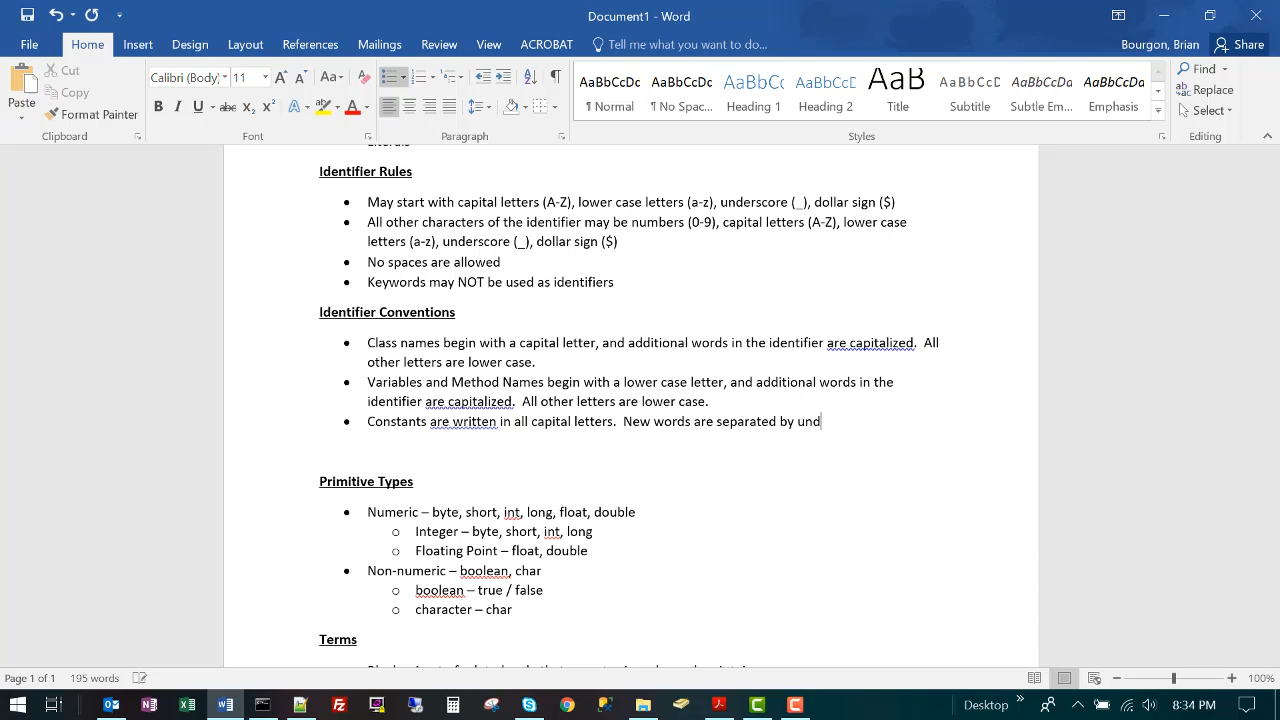 Document1 - Word
File Home Insert Design Layout References Mailings Review View ACROBAT Tell me what you want to do... Bourgon, Brian Share
Paste
Cut
Copy
Format Painter
Clipboard
Calibri (Body) 11
Font
Paragraph
AaBbCcDc AaBbCcDc AaBbCc AaBbCcC AaB AaBbCcD AaBbCcDc AaBbCcDc
¶ Normal ¶ No Spac... Heading 1 Heading 2 Title Subtitle Subtle Em... Emphasis
Styles
Find
Replace
Select
Editing
Identifier Rules
• May start with capital letters (A-Z), lower case letters (a-z), underscore (_), dollar sign ($)
• All other characters of the identifier may be numbers (0-9), capital letters (A-Z), lower case
letters (a-z), underscore (_), dollar sign ($)
• No spaces are allowed
• Keywords may NOT be used as identifiers
Identifier Conventions
• Class names begin with a capital letter, and additional words in the identifier are capitalized. All
other letters are lower case.
• Variables and Method Names begin with a lower case letter, and additional words in the
identifier are capitalized. All other letters are lower case.
• Constants are written in all capital letters. New words are separated by und
Primitive Types
• Numeric – byte, short, int, long, float, double
o Integer – byte, short, int, long
o Floating Point – float, double
• Non-numeric – boolean, char
o boolean – true / false
o character – char
Terms
Page 1 of 1 195 words 100%
Desktop 8:34 PM